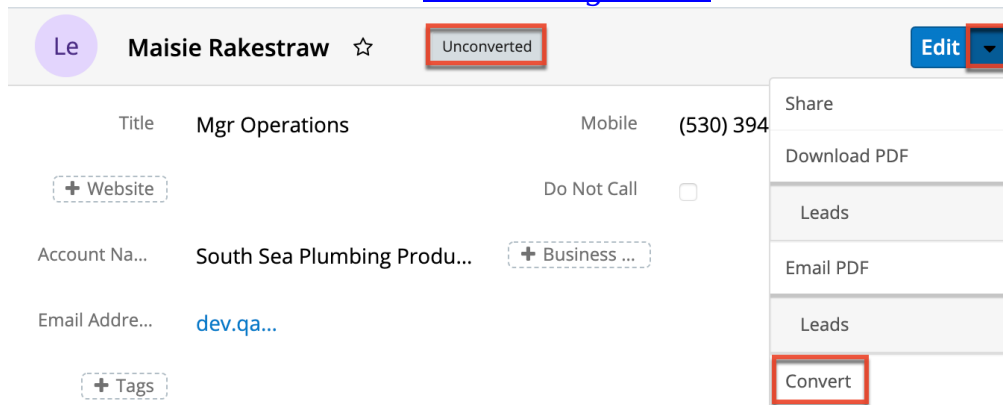 Le Maisie Rakestraw Unconverted Edit
Title Mgr Operations Mobile (530) 394
Share
Download PDF
+ Website Do Not Call
Leads
Account Na... South Sea Plumbing Produ... + Business ...
Email PDF
Email Addre... dev.qa...
Leads
+ Tags
Convert